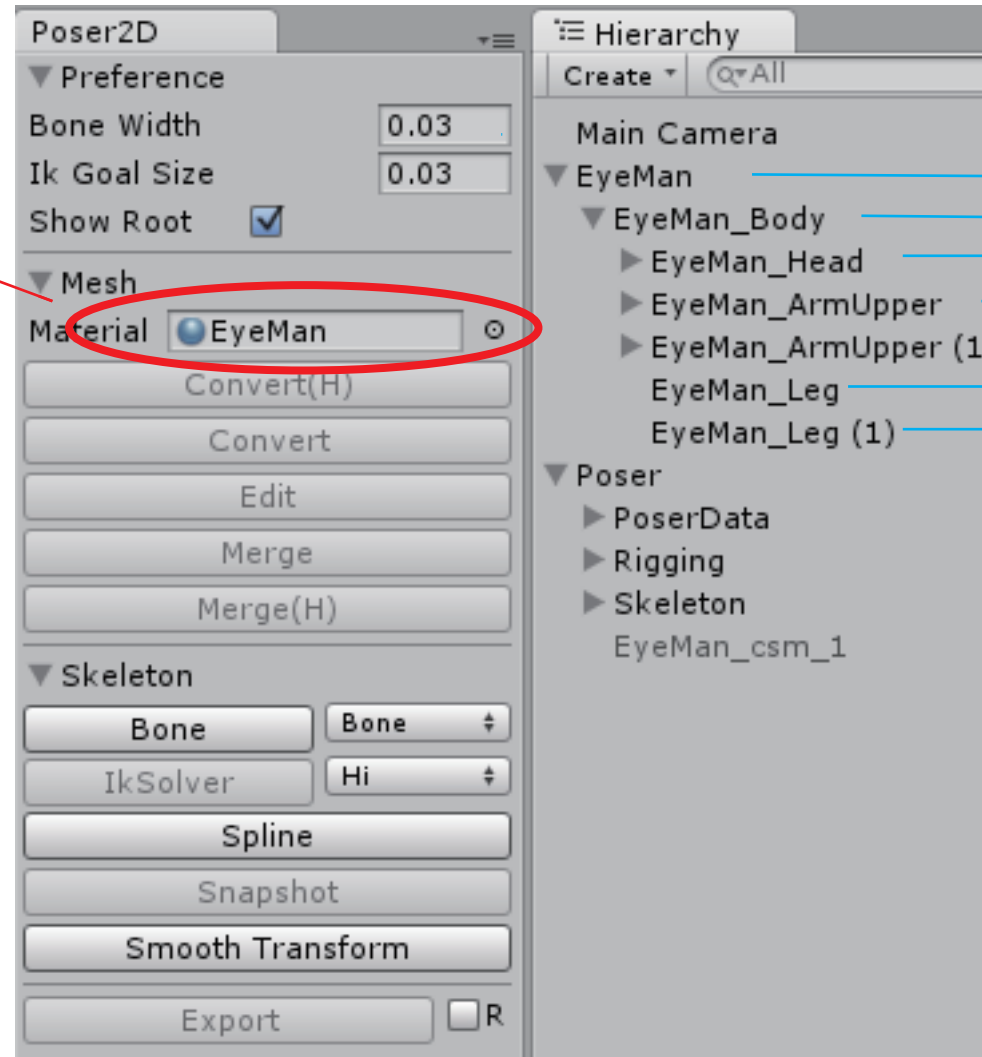 Poser2D
Preference
Bone Width 0.03
Ik Goal Size 0.03
Show Root
Mesh
Material EyeMan
Convert(H)
Convert
Edit
Merge
Merge(H)
Skeleton
Bone Bone
IkSolver Hi
Spline
Snapshot
Smooth Transform
Export R
Hierarchy
Create All
Main Camera
EyeMan
EyeMan_Body
EyeMan_Head
EyeMan_ArmUpper
EyeMan_ArmUpper (1
EyeMan_Leg
EyeMan_Leg (1)
Poser
PoserData
Rigging
Skeleton
EyeMan_csm_1